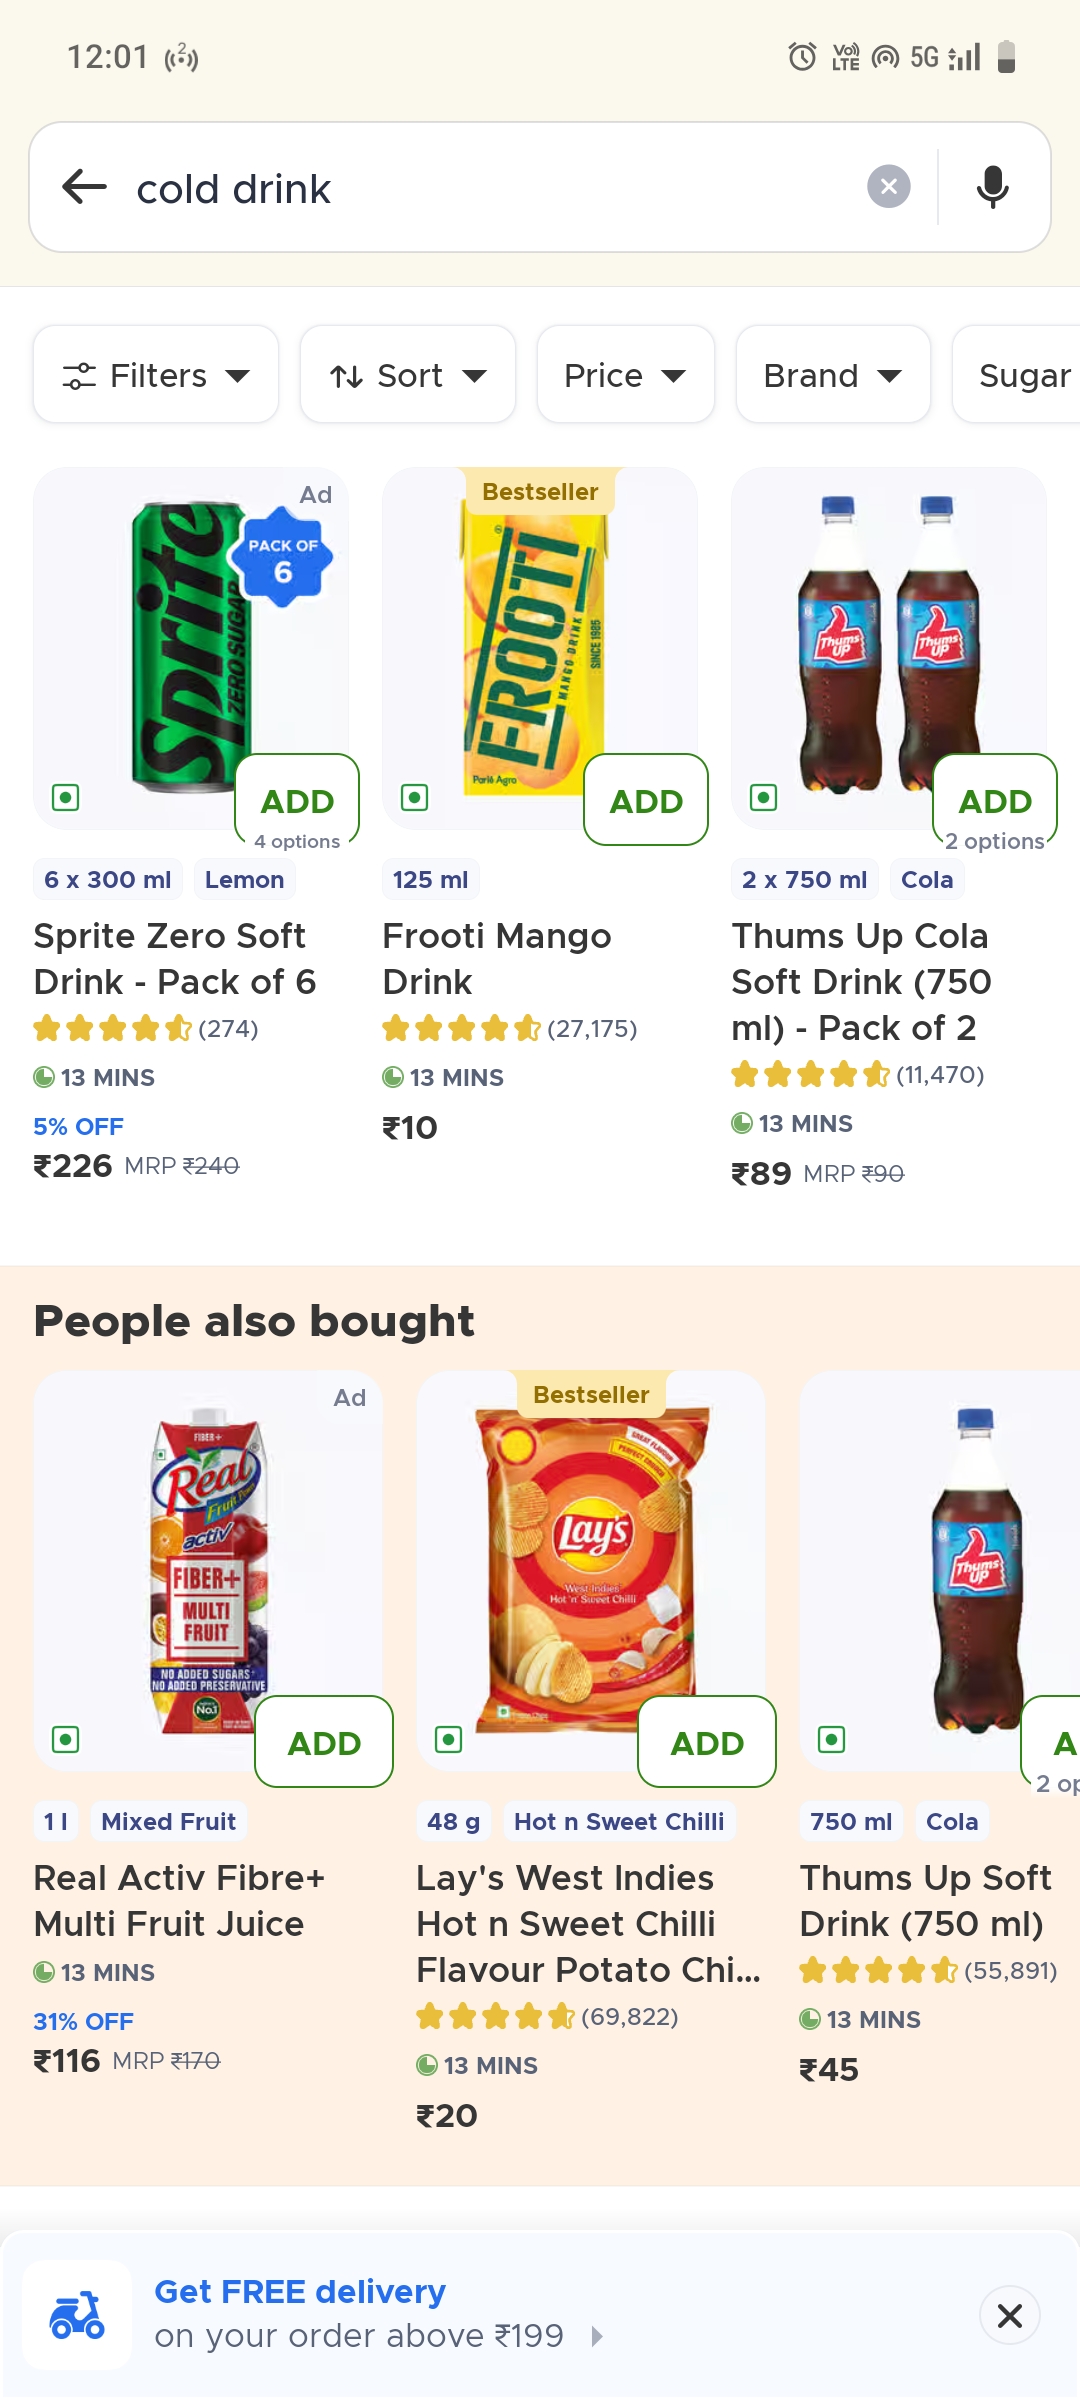 12:01
2
Vo)) LTE 5G
cold drink
Filters Sort Price Brand Sugar
Ad
Sprite
ZERO SUGAR
PACK OF
6
ADD
4 options
6 x 300 ml Lemon
Sprite Zero Soft
Drink - Pack of 6
(274)
13 MINS
5% OFF
₹226 MRP ₹240
Bestseller
FROOTI
MANGO DRINK
SINCE 1985
Parlé Agro
ADD
125 ml
Frooti Mango
Drink
(27,175)
13 MINS
₹10
Thums UP
Thums UP
ADD
2 options
2 x 750 ml Cola
Thums Up Cola
Soft Drink (750
ml) - Pack of 2
(11,470)
13 MINS
₹89 MRP ₹90
People also bought
Ad
FIBER+
Real
Fruit
activ
FIBER+
MULTI
FRUIT
NO ADDED SUGARS
NO ADDED PRESERVATIVE
No.1
ADD
1 l Mixed Fruit
Real Activ Fibre+
Multi Fruit Juice
13 MINS
31% OFF
₹116 MRP ₹170
Bestseller
GREAT FLAVOUR
PERFECT CRUNCH
Lay's
West Indies
Hot 'n' Sweet Chilli
ADD
48 g Hot n Sweet Chilli
Lay's West Indies
Hot n Sweet Chilli
Flavour Potato Chi...
(69,822)
13 MINS
₹20
Thums UP
A
2 op
750 ml Cola
Thums Up Soft
Drink (750 ml)
(55,891)
13 MINS
₹45
Get FREE delivery
on your order above ₹199